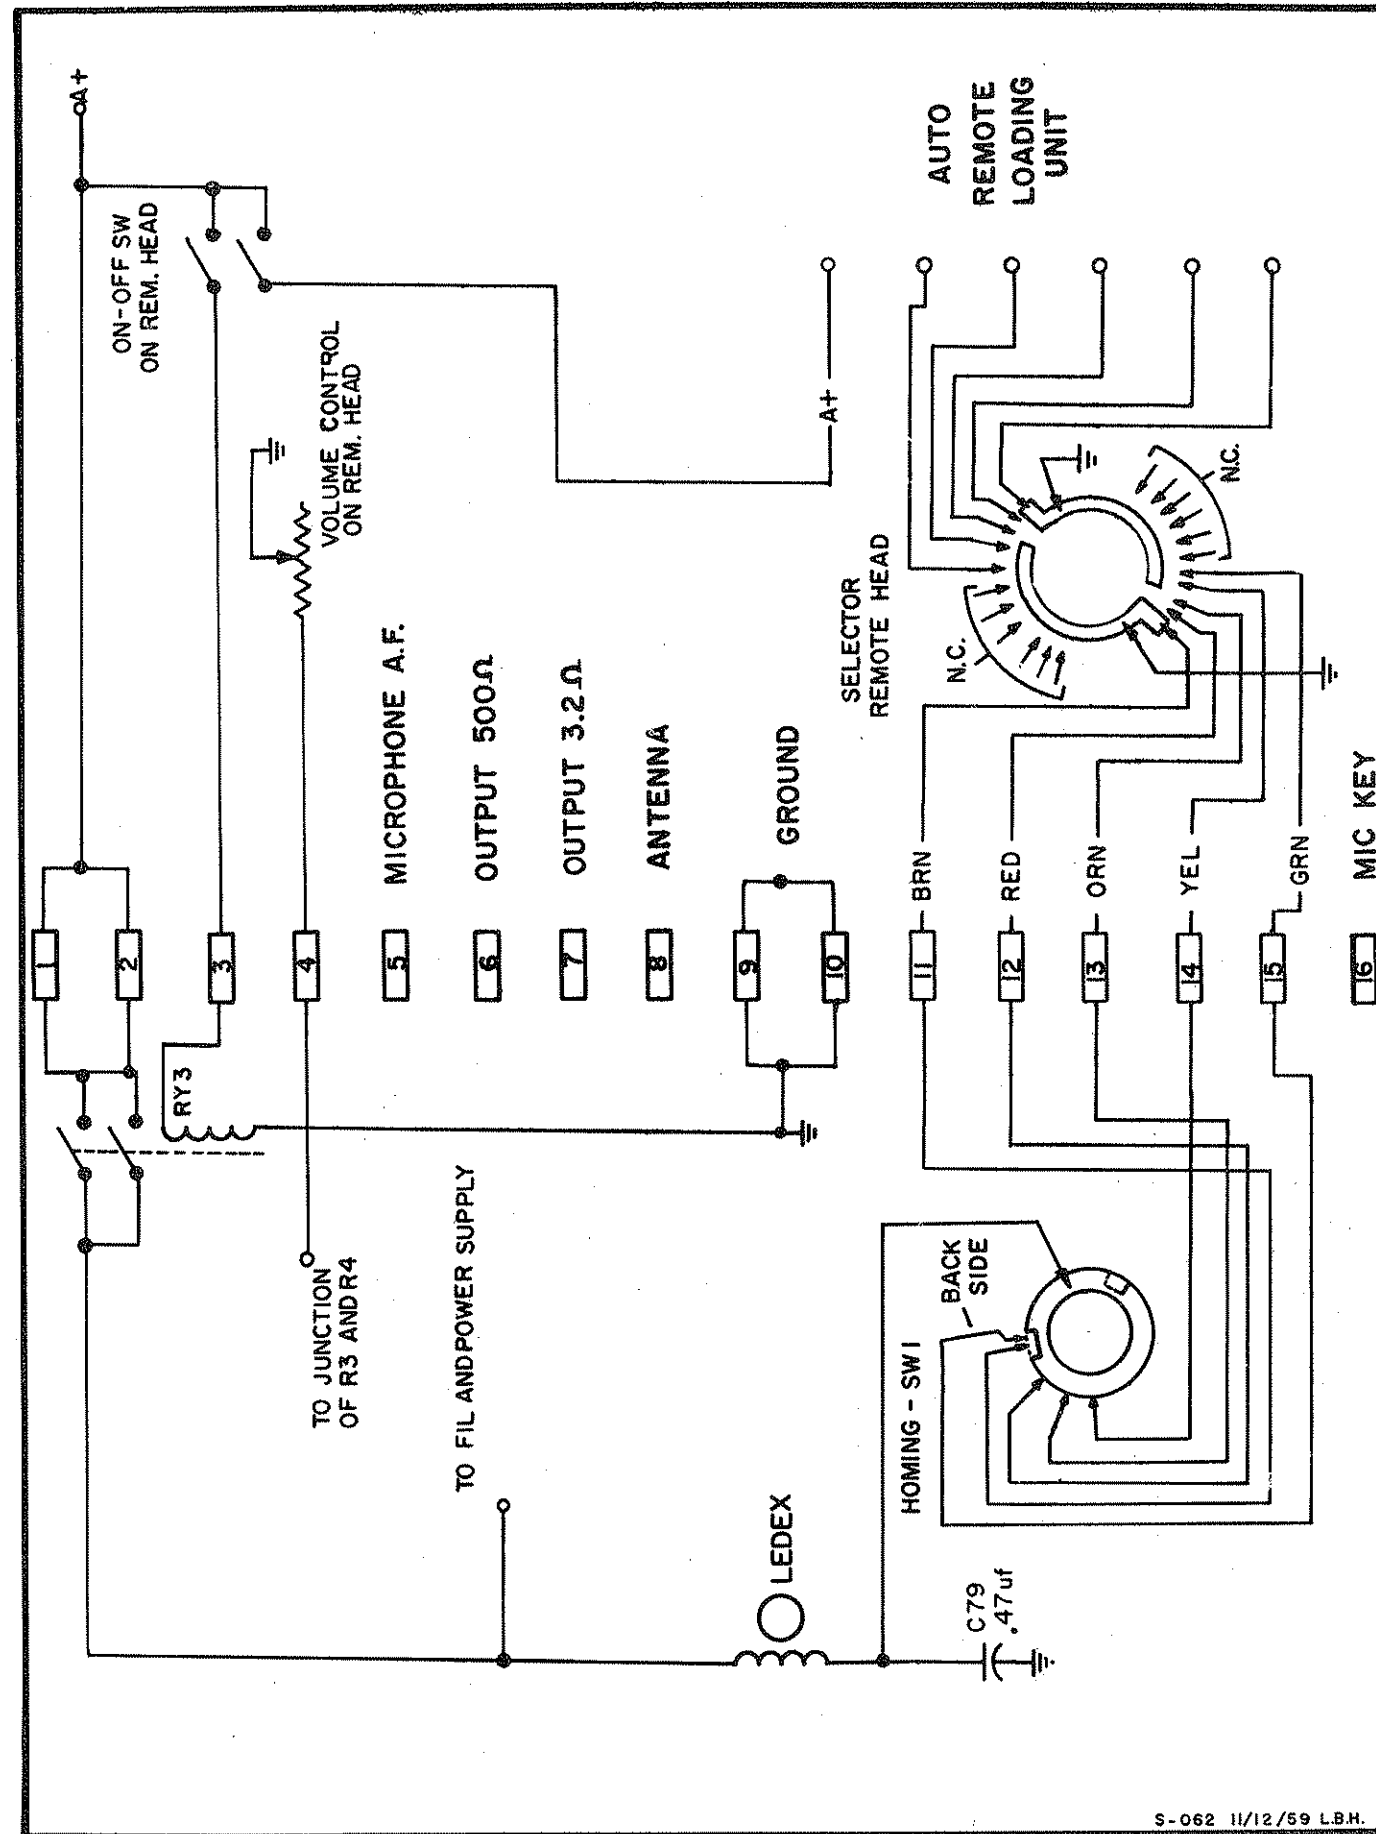 A+
ON-OFF SW
ON REM. HEAD
VOLUME CONTROL
ON REM. HEAD
A+
AUTO
REMOTE
LOADING
UNIT
1
2
3
4
5 MICROPHONE A.F.
6 OUTPUT 500Ω
7 OUTPUT 3.2Ω
8 ANTENNA
9
10
GROUND
11 BRN
12 RED
13 ORN
14 YEL
15 GRN
16 MIC KEY
SELECTOR
REMOTE HEAD
N.C.
N.C.
RY3
TO JUNCTION
OF R3 AND R4
TO FIL AND POWER SUPPLY
LEDEX
HOMING - SW1
BACK
SIDE
C79
.47uf
S-062 11/12/59 L.B.H.